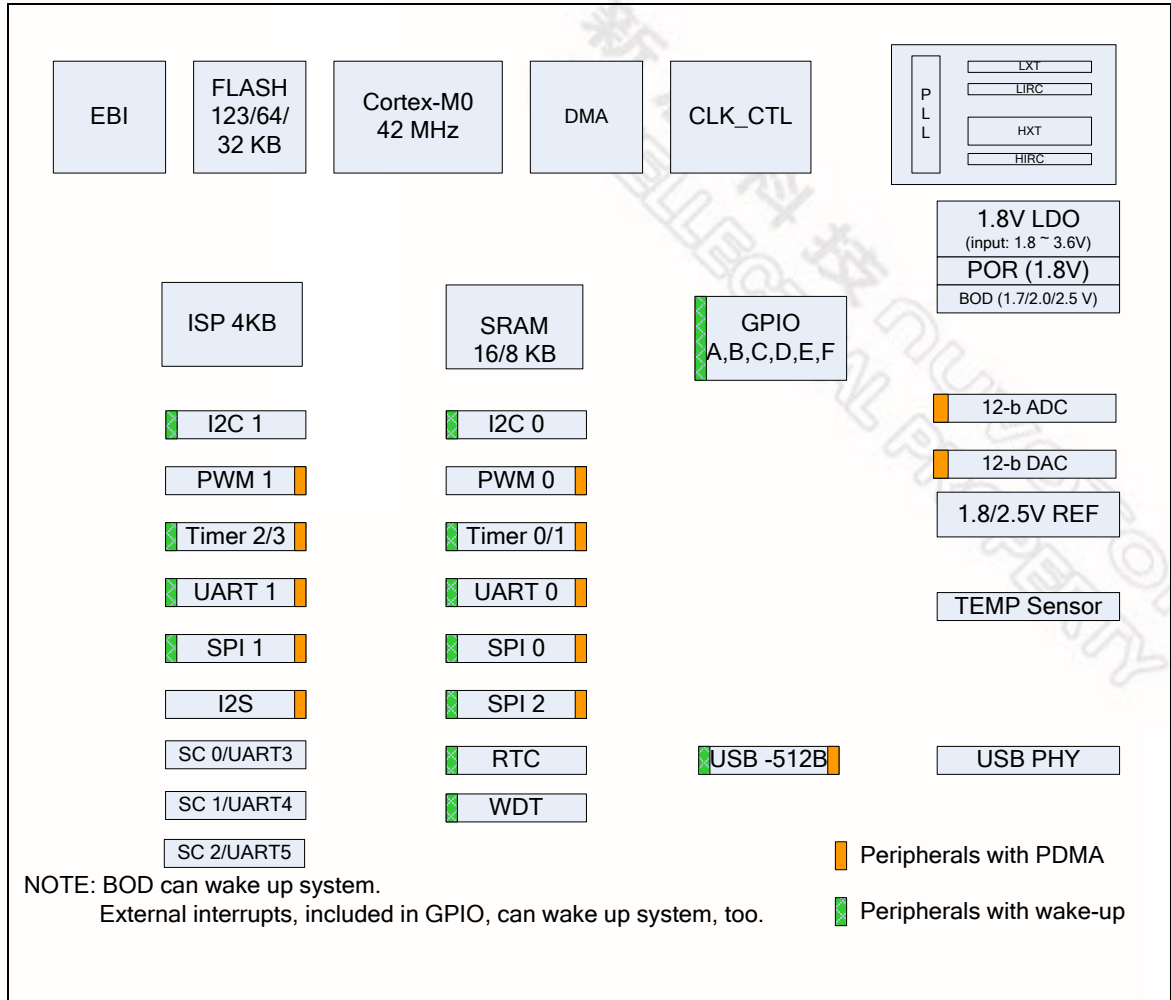 EBI
FLASH
123/64/
32 KB
Cortex-M0
42 MHz
DMA
CLK_CTL
P
L
L
LXT
LIRC
HXT
HIRC
1.8V LDO
(input: 1.8 ~ 3.6V)
POR (1.8V)
BOD (1.7/2.0/2.5 V)
ISP 4KB
SRAM
16/8 KB
GPIO
A,B,C,D,E,F
I2C 1
I2C 0
12-b ADC
PWM 1
PWM 0
12-b DAC
1.8/2.5V REF
Timer 2/3
Timer 0/1
UART 1
UART 0
TEMP Sensor
SPI 1
SPI 0
I2S
SPI 2
SC 0/UART3
RTC
USB -512B
USB PHY
SC 1/UART4
WDT
SC 2/UART5
Peripherals with PDMA
NOTE: BOD can wake up system.
External interrupts, included in GPIO, can wake up system, too.
Peripherals with wake-up